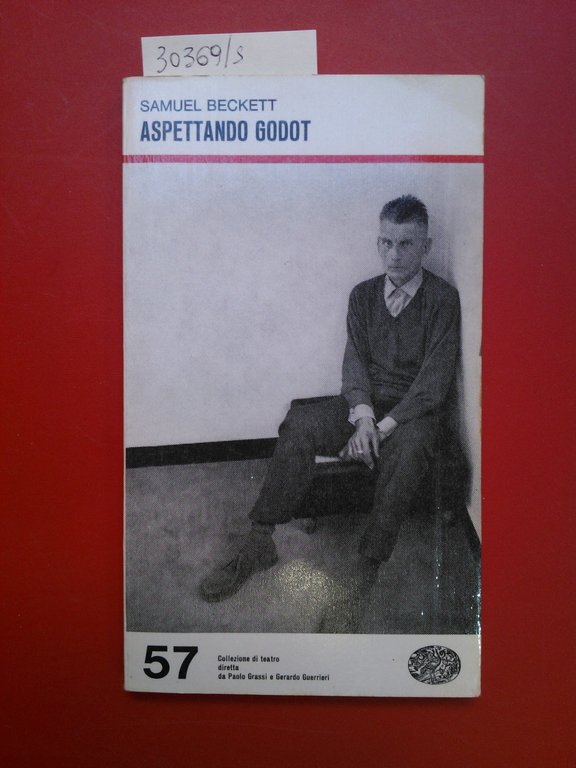 30369/s
SAMUEL BECKETT
ASPETTANDO GODOT
57
Collezione di teatro
diretta
da Paolo Grassi e Gerardo Guerrieri